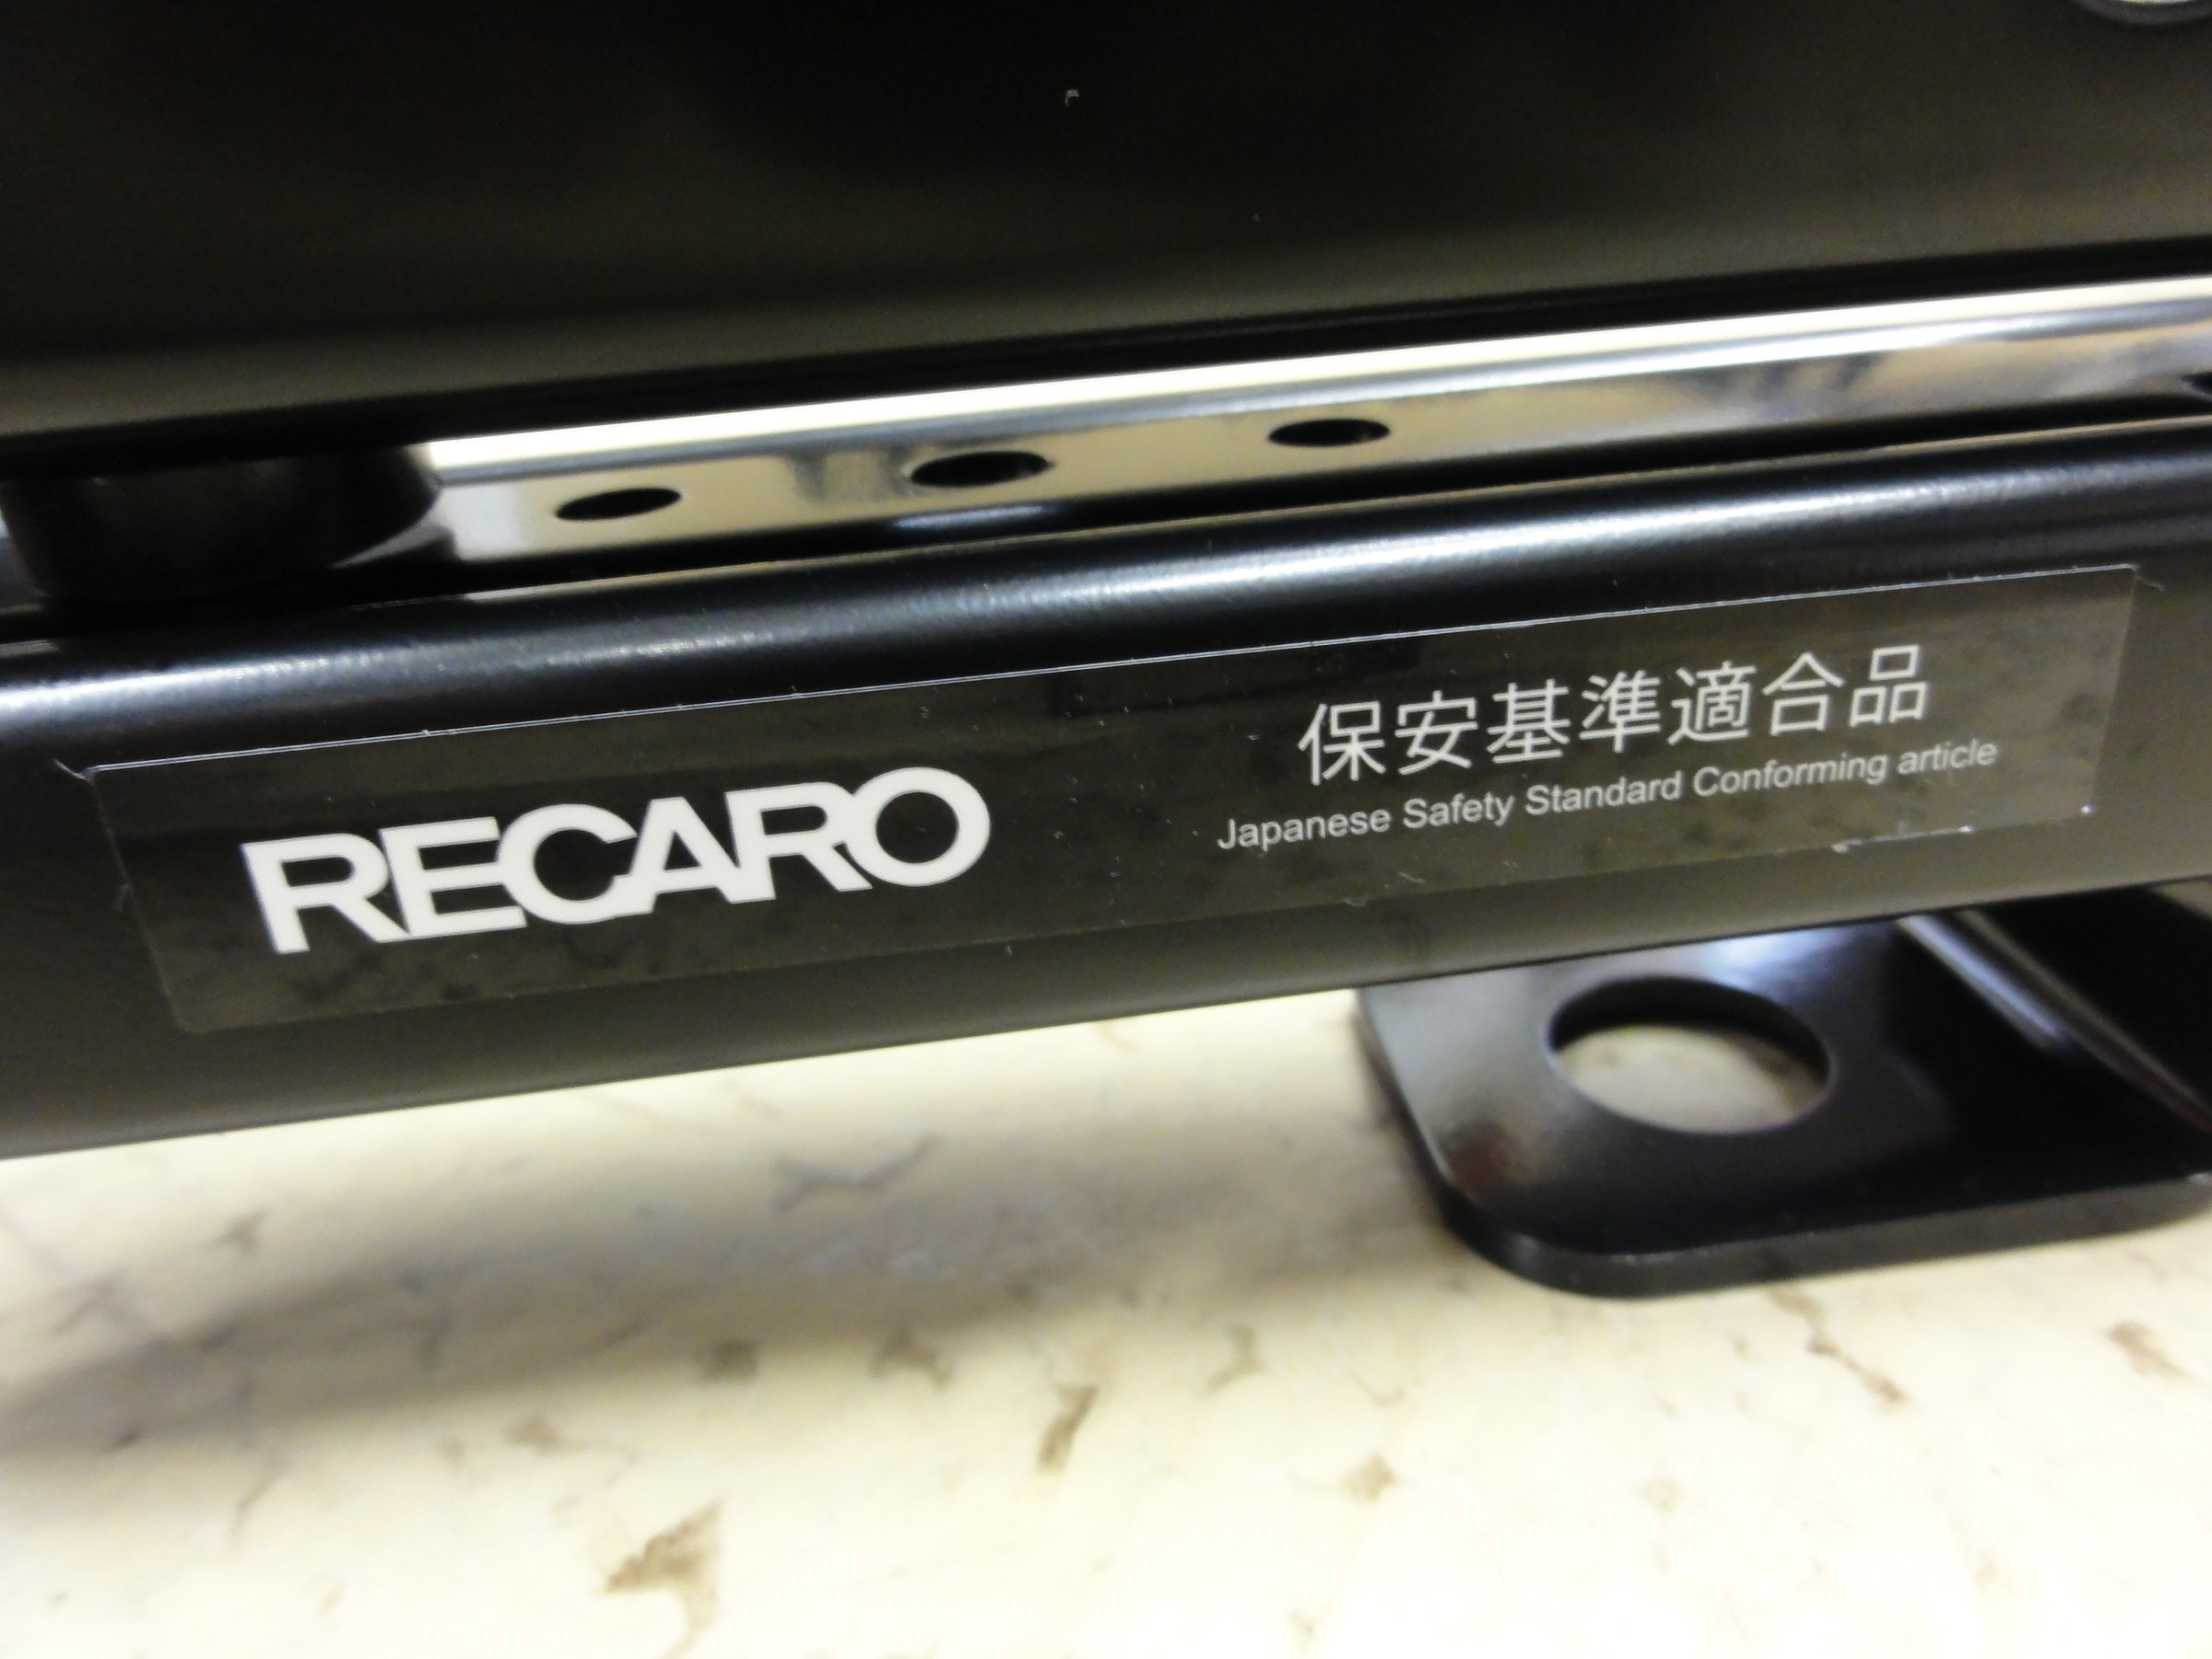 RECARO
保安基準適合品
Japanese Safety Standard Conforming article